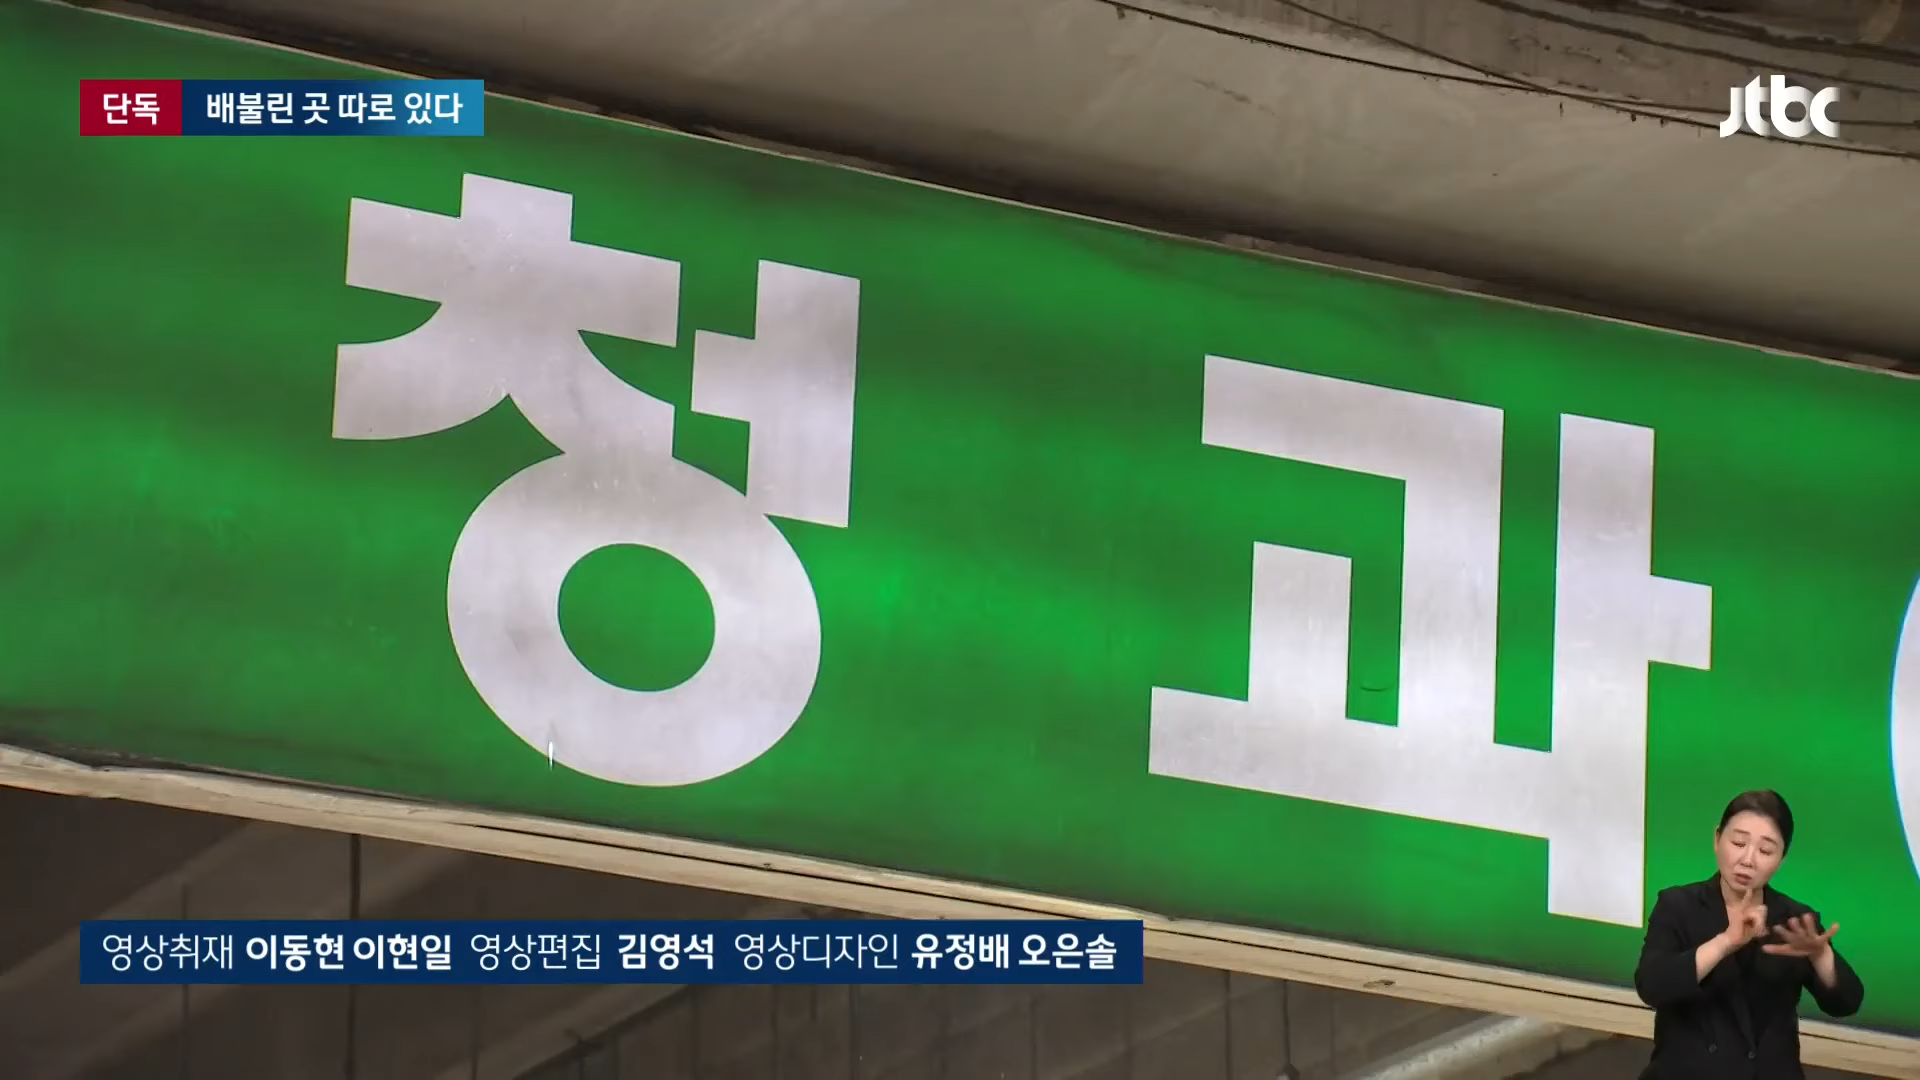 단독 배불린 곳 따로 있다
jtbc
청과
영상취재 이동현 이현일 영상편집 김영석 영상디자인 유정배 오은솔